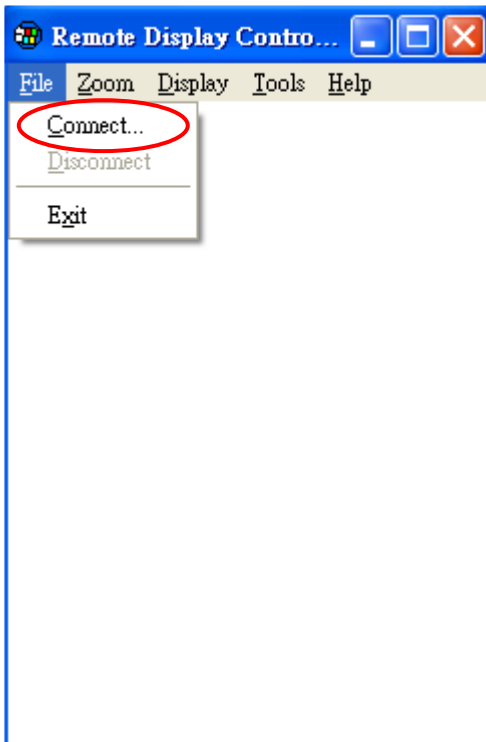 Remote Display Contro...
File Zoom Display Tools Help
Connect...
Disconnect
Exit